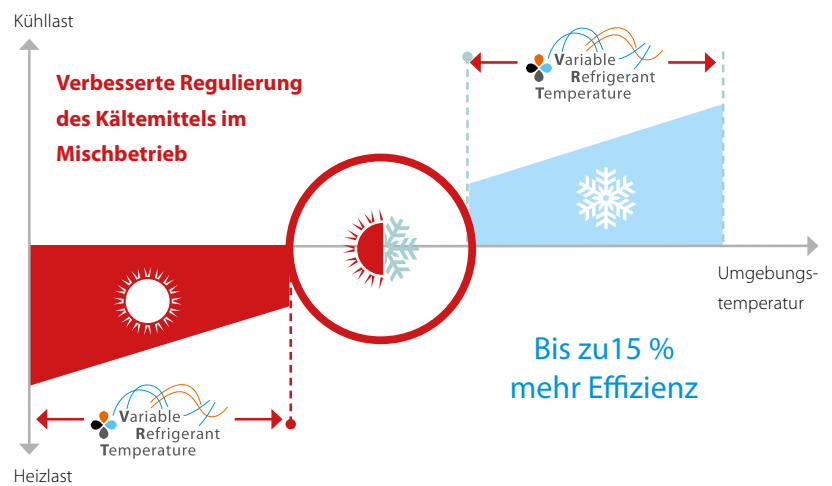 Kühllast
Verbesserte Regulierung
des Kältemittels im
Mischbetrieb
Variable
Refrigerant
Temperature
Umgebungs-
temperatur
Bis zu15 %
mehr Effizienz
Variable
Refrigerant
Temperature
Heizlast